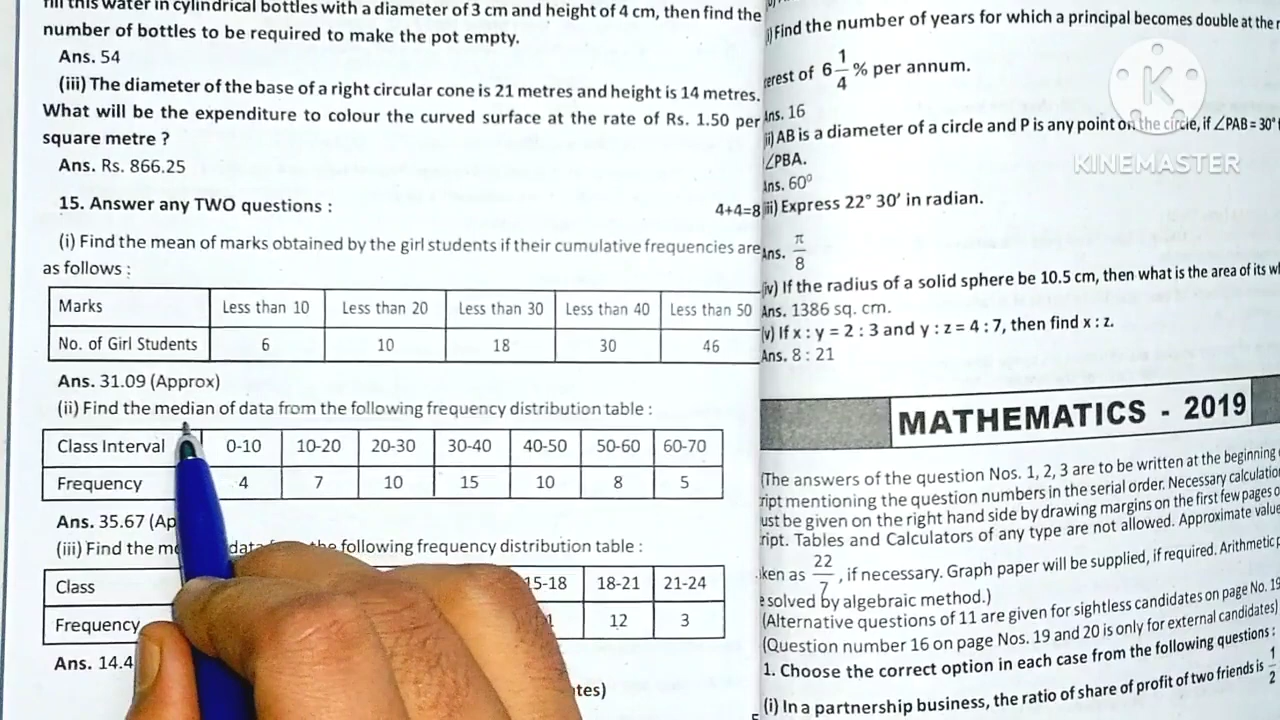 fill this water in cylindrical bottles with a diameter of 3 cm and height of 4 cm, then find the
number of bottles to be required to make the pot empty.
Ans. 54
(iii) The diameter of the base of a right circular cone is 21 metres and height is 14 metres.
What will be the expenditure to colour the curved surface at the rate of Rs. 1.50 per
square metre ?
Ans. Rs. 866.25
15. Answer any TWO questions : 4+4=8
(i) Find the mean of marks obtained by the girl students if their cumulative frequencies are
as follows :
Marks Less than 10 Less than 20 Less than 30 Less than 40 Less than 50
No. of Girl Students 6 10 18 30 46
Ans. 31.09 (Approx)
(ii) Find the median of data from the following frequency distribution table :
Class Interval 0-10 10-20 20-30 30-40 40-50 50-60 60-70
Frequency 4 7 10 15 10 8 5
Ans. 35.67 (Ap
(iii) Find the the following frequency distribution table :
Class 15-18 18-21 21-24
Frequency 12 3
Ans. 14.4
tes)
i) Find the number of years for which a principal becomes double at the
erest of 6 1/4 % per annum.
Ans. 16
ii) AB is a diameter of a circle and P is any point on the circle, if ∠PAB = 30°
∠PBA.
Ans. 60°
iii) Express 22° 30′ in radian.
Ans. π/8
(iv) If the radius of a solid sphere be 10.5 cm, then what is the area of its
Ans. 1386 sq. cm.
(v) If x : y = 2 : 3 and y : z = 4 : 7, then find x : z.
Ans. 8 : 21
MATHEMATICS - 2019
(The answers of the question Nos. 1, 2, 3 are to be written at the beginning
ript mentioning the question numbers in the serial order. Necessary calculation
ust be given on the right hand side by drawing margins on the first few pages o
ript. Tables and Calculators of any type are not allowed. Approximate value
ken as 22/7, if necessary. Graph paper will be supplied, if required. Arithmetic p
e solved by algebraic method.)
(Alternative questions of 11 are given for sightless candidates on page No. 19
(Question number 16 on page Nos. 19 and 20 is only for external candidates)
1. Choose the correct option in each case from the following questions :
(i) In a partnership business, the ratio of share of profit of two friends is 1/2
K
KINEMASTER